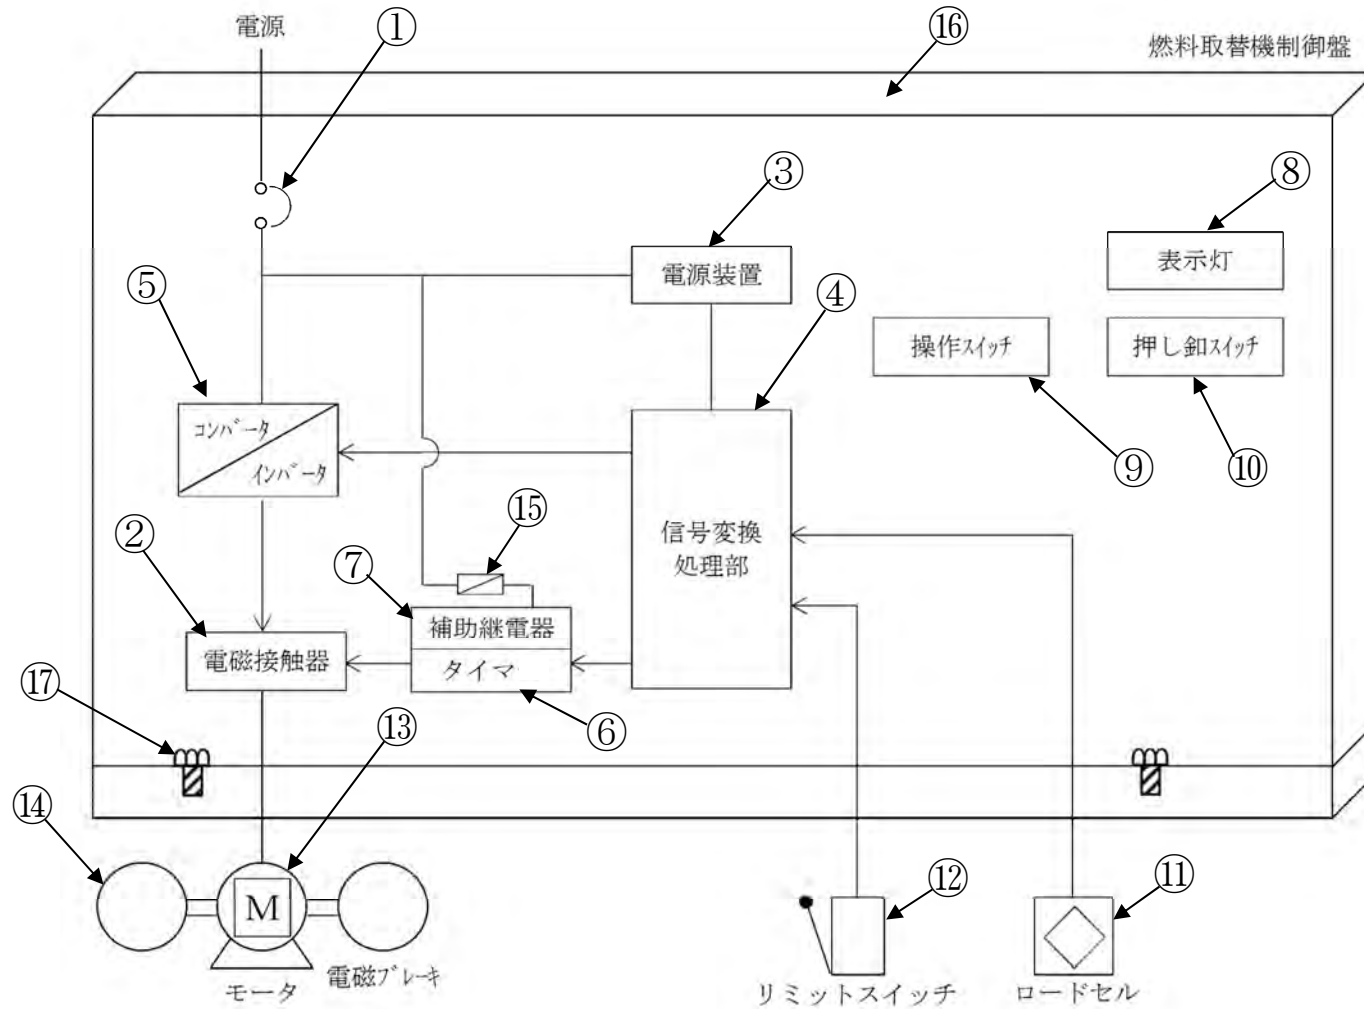 電源
①
⑯
燃料取替機制御盤
③
⑧
電源装置
表示灯
⑤
④
操作スイッチ
押し釦スイッチ
コンバータ
インバータ
⑨
⑩
②
⑦
⑮
信号変換
処理部
補助継電器
電磁接触器
タイマ
⑰
⑬
⑥
⑭
⑫
⑪
M
電磁ブレーキ
モータ
リミットスイッチ
ロードセル